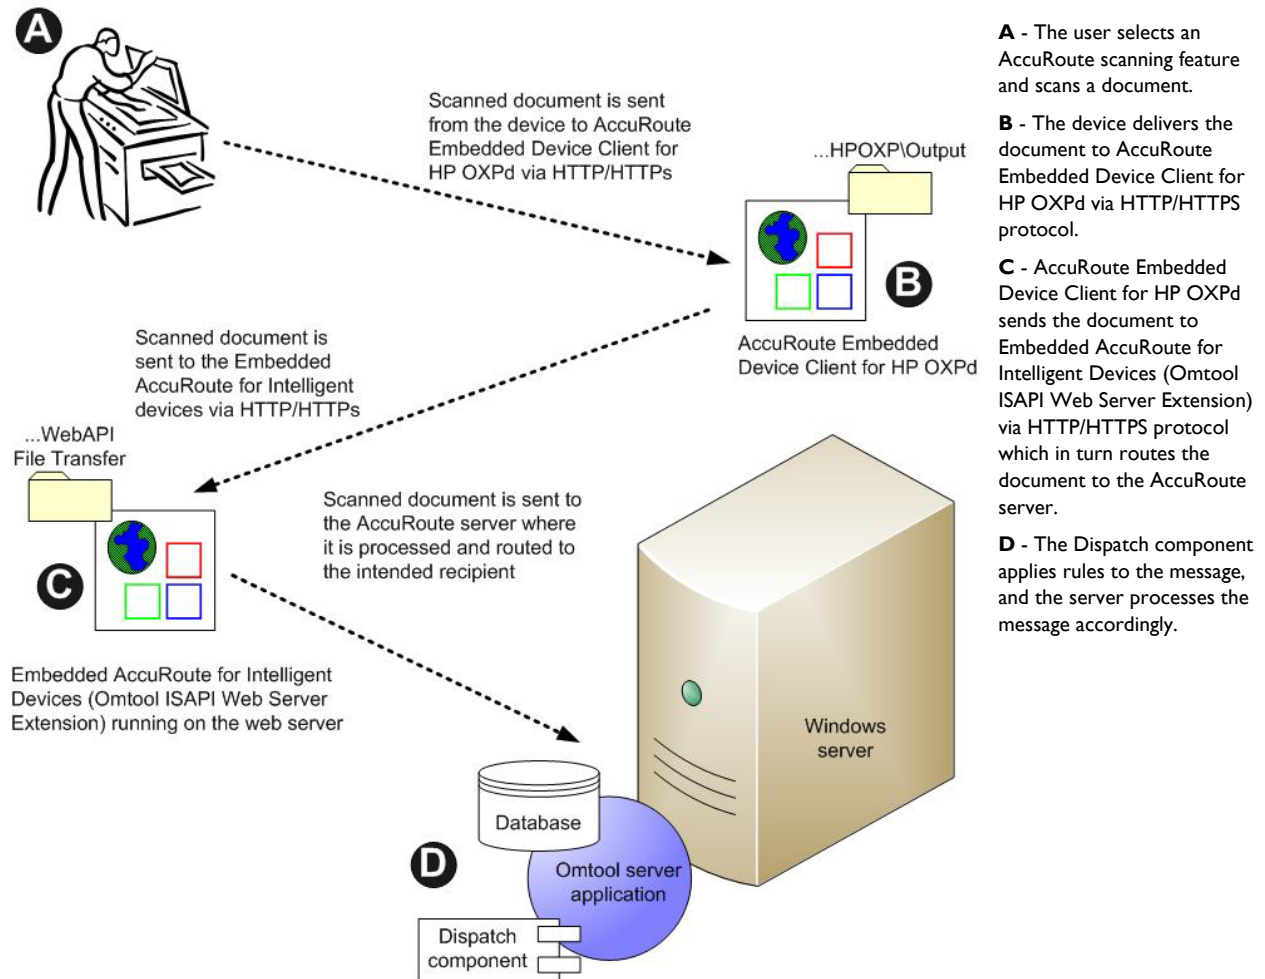 A
Scanned document is sent
from the device to AccuRoute
Embedded Device Client for
HP OXPd via HTTP/HTTPs
...HPOXP\Output
B
AccuRoute Embedded
Device Client for HP OXPd
Scanned document is
sent to the Embedded
AccuRoute for Intelligent
devices via HTTP/HTTPs
...WebAPI
File Transfer
C
Embedded AccuRoute for Intelligent
Devices (Omtool ISAPI Web Server
Extension) running on the web server
Scanned document is sent to
the AccuRoute server where
it is processed and routed to
the intended recipient
Windows
server
Database
D
Omtool server
application
Dispatch
component
A - The user selects an
AccuRoute scanning feature
and scans a document.
B - The device delivers the
document to AccuRoute
Embedded Device Client for
HP OXPd via HTTP/HTTPS
protocol.
C - AccuRoute Embedded
Device Client for HP OXPd
sends the document to
Embedded AccuRoute for
Intelligent Devices (Omtool
ISAPI Web Server Extension)
via HTTP/HTTPS protocol
which in turn routes the
document to the AccuRoute
server.
D - The Dispatch component
applies rules to the message,
and the server processes the
message accordingly.